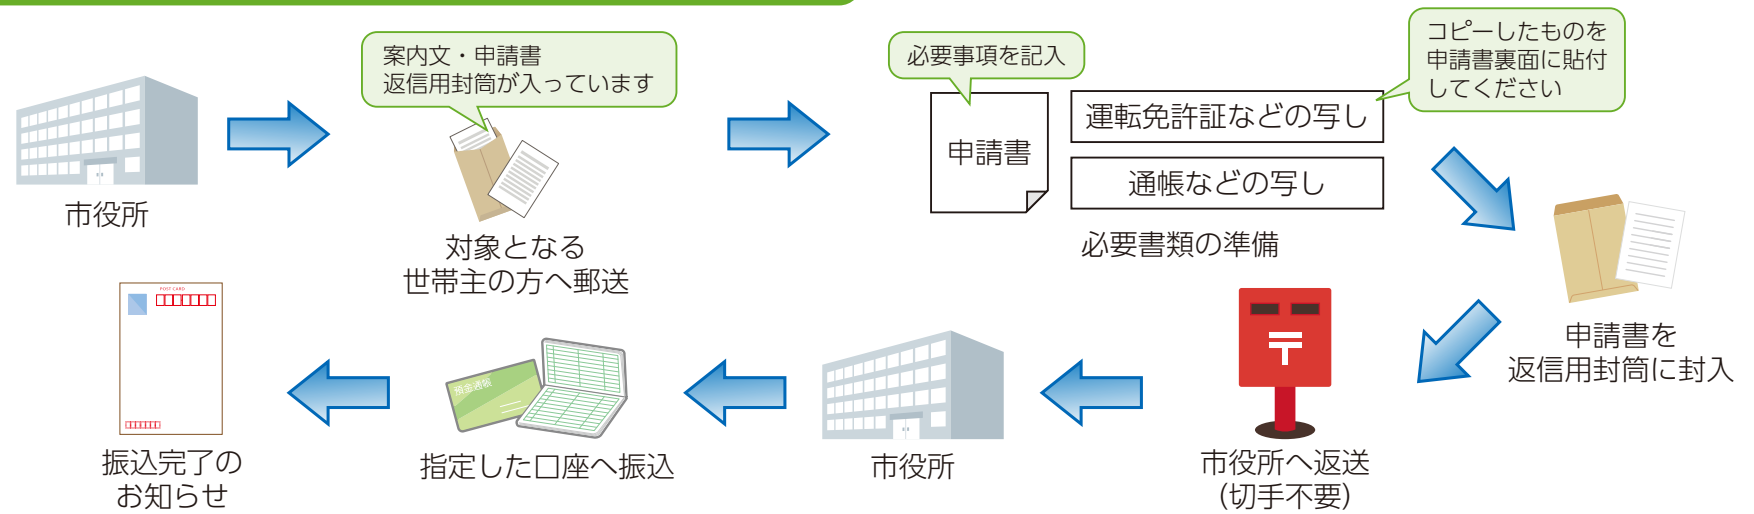 案内文・申請書
返信用封筒が入っています
必要事項を記入
コピーしたものを
申請書裏面に貼付
してください
市役所
対象となる
世帯主の方へ郵送
申請書
運転免許証などの写し
通帳などの写し
必要書類の準備
申請書を
返信用封筒に封入
〒
市役所へ返送
(切手不要)
市役所
預金通帳
指定した口座へ振込
POST CARD
振込完了の
お知らせ